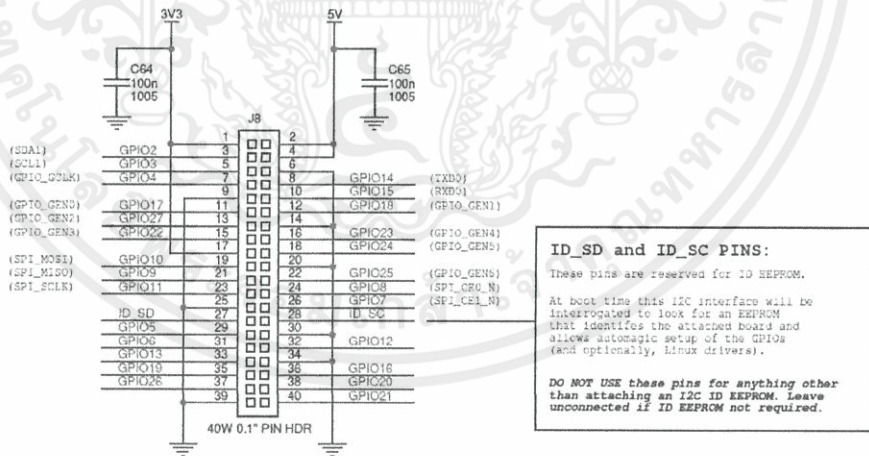 3V3
5V
C64
100n
1005
C65
100n
1005
J8
1 2
(SDA1) GPIO2 3 4
(SCL1) GPIO3 5 6
(GPIO_GCLK) GPIO4 7 8 GPIO14 (TXD0)
9 10 GPIO15 (RXD0)
(GPIO_GEN0) GPIO17 11 12 GPIO18 (GPIO_GEN1)
(GPIO_GEN2) GPIO27 13 14
(GPIO_GEN3) GPIO22 15 16 GPIO23 (GPIO_GEN4)
17 18 GPIO24 (GPIO_GEN5)
(SPI_MOSI) GPIO10 19 20
(SPI_MISO) GPIO9 21 22 GPIO25 (GPIO_GEN6)
(SPI_SCLK) GPIO11 23 24 GPIO8 (SPI_CE0_N)
25 26 GPIO7 (SPI_CE1_N)
ID_SD 27 28 ID_SC
GPIO5 29 30
GPIO6 31 32 GPIO12
GPIO13 33 34
GPIO19 35 36 GPIO16
GPIO26 37 38 GPIO20
39 40 GPIO21
40W 0.1" PIN HDR
ID_SD and ID_SC PINS:
These pins are reserved for ID EEPROM.
At boot time this I2C interface will be
interrogated to look for an EEPROM
that identifes the attached board and
allows automagic setup of the GPIOs
(and optionally, Linux drivers).
DO NOT USE these pins for anything other
than attaching an I2C ID EEPROM. Leave
unconnected if ID EEPROM not required.